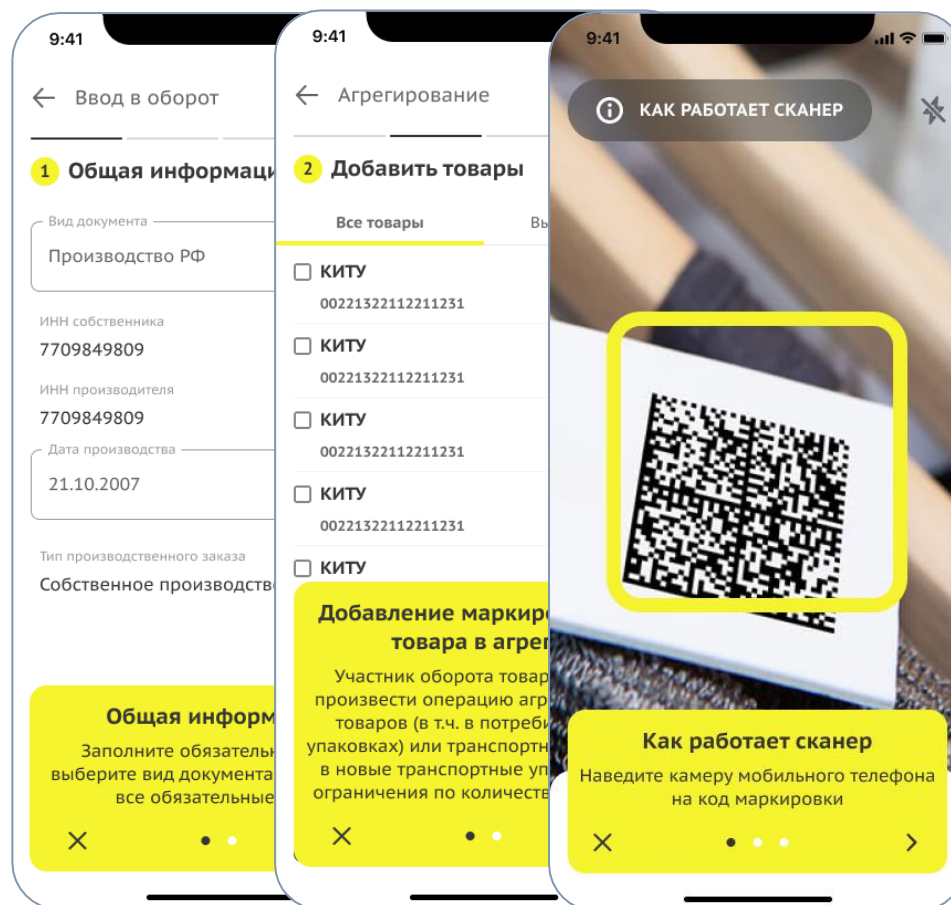 9:41
Ввод в оборот
1 Общая информаци
Вид документа
Производство РФ
ИНН собственника
7709849809
ИНН производителя
7709849809
Дата производства
21.10.2007
Тип производственного заказа
Собственное производств
Общая информ
Заполните обязатель
выберите вид документа
все обязательные
9:41
Агрегирование
2 Добавить товары
Все товары
Вы
КИТУ
00221322112211231
КИТУ
00221322112211231
КИТУ
00221322112211231
КИТУ
00221322112211231
КИТУ
Добавление маркиро
товара в агрег
Участник оборота товар
произвести операцию агр
товаров (в т.ч. в потреби
упаковках) или транспортн
в новые транспортные уп
ограничения по количеств
9:41
КАК РАБОТАЕТ СКАНЕР
Как работает сканер
Наведите камеру мобильного телефона
на код маркировки